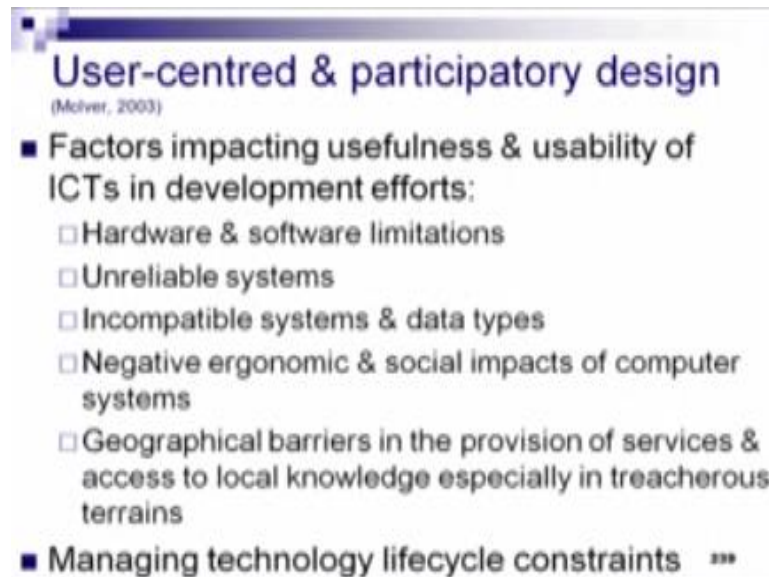 User-centred & participatory design
(McIver, 2003)
Factors impacting usefulness & usability of
ICTs in development efforts:
Hardware & software limitations
Unreliable systems
Incompatible systems & data types
Negative ergonomic & social impacts of computer
systems
Geographical barriers in the provision of services &
access to local knowledge especially in treacherous
terrains
Managing technology lifecycle constraints